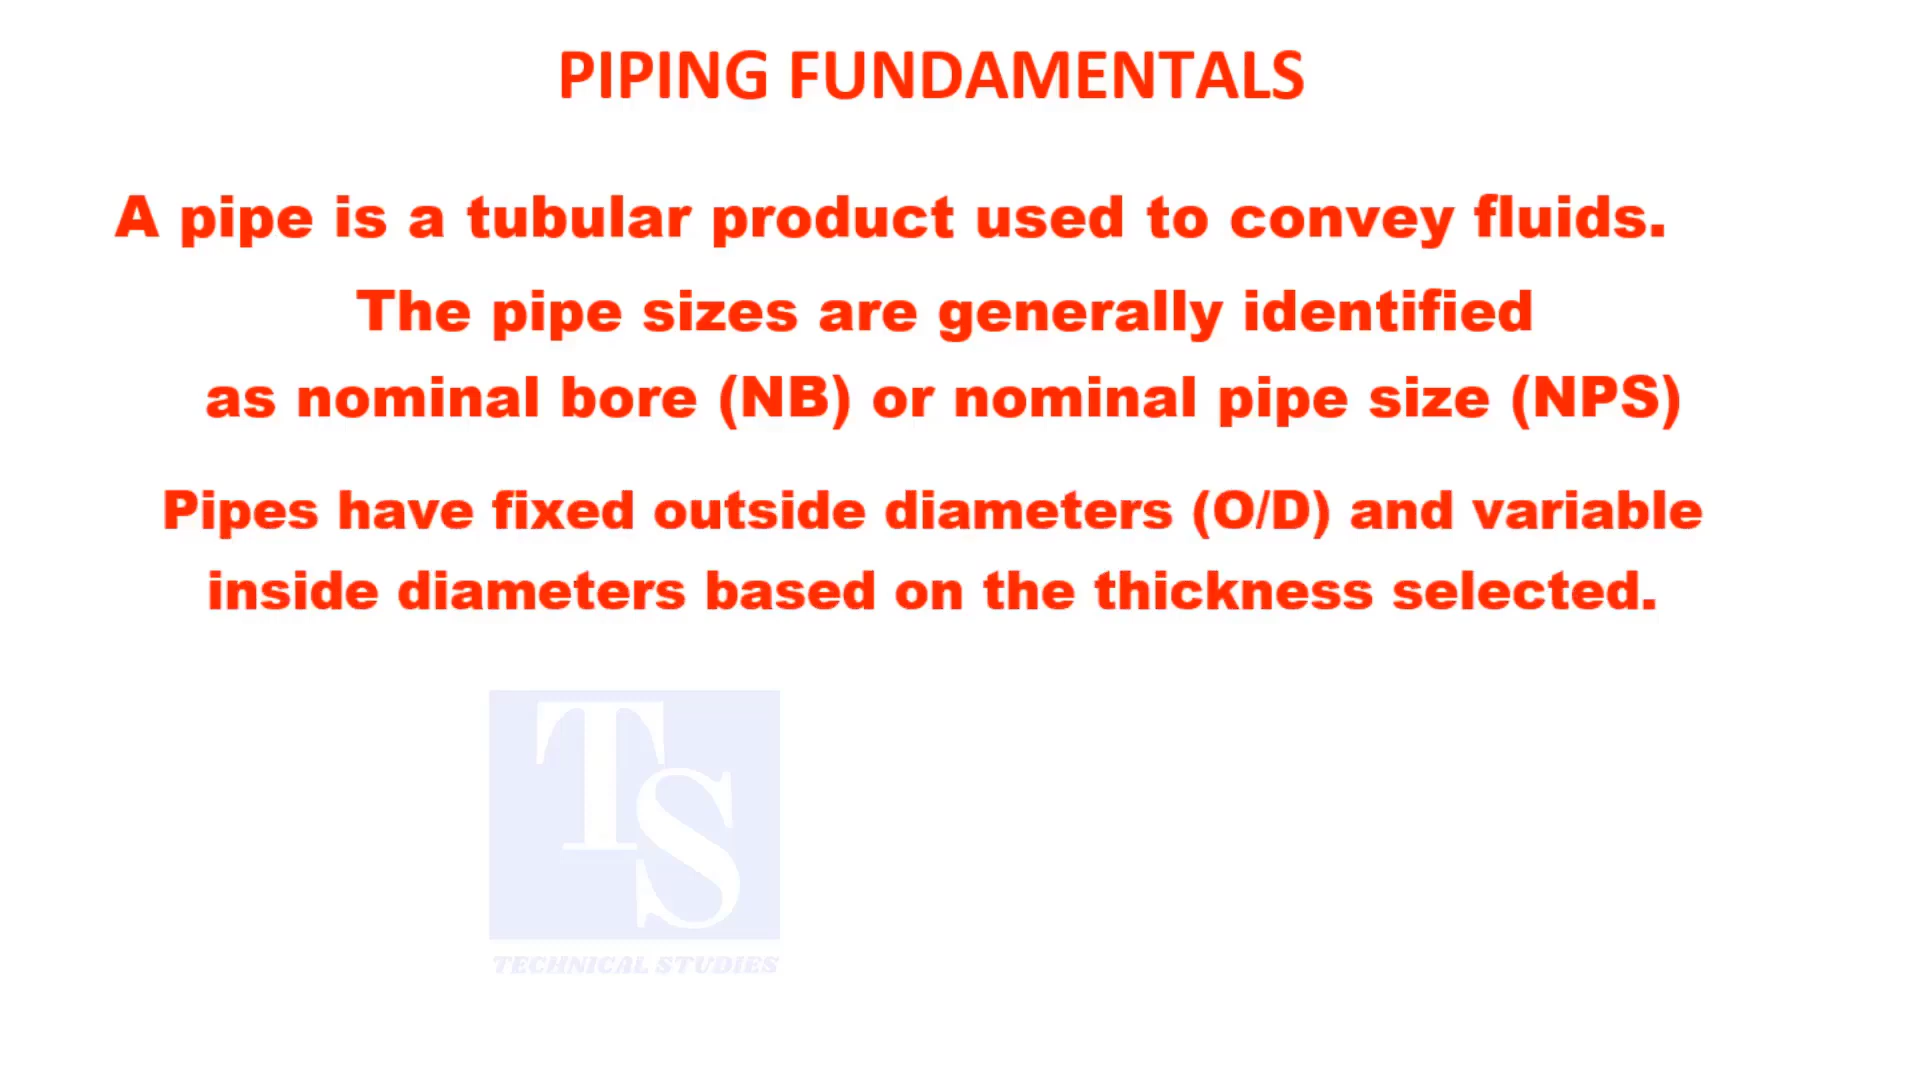 PIPING FUNDAMENTALS
A pipe is a tubular product used to convey fluids.
The pipe sizes are generally identified
as nominal bore (NB) or nominal pipe size (NPS)
Pipes have fixed outside diameters (O/D) and variable
inside diameters based on the thickness selected.
TS
TECHNICAL STUDIES